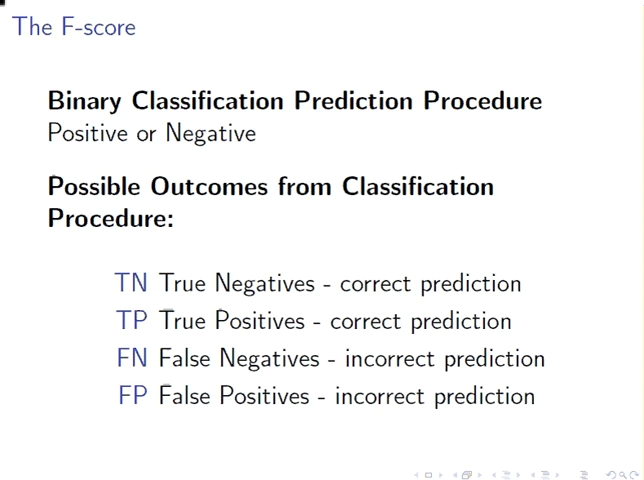 The F-score
Binary Classification Prediction Procedure
Positive or Negative
Possible Outcomes from Classification
Procedure:
TN True Negatives - correct prediction
TP True Positives - correct prediction
FN False Negatives - incorrect prediction
FP False Positives - incorrect prediction